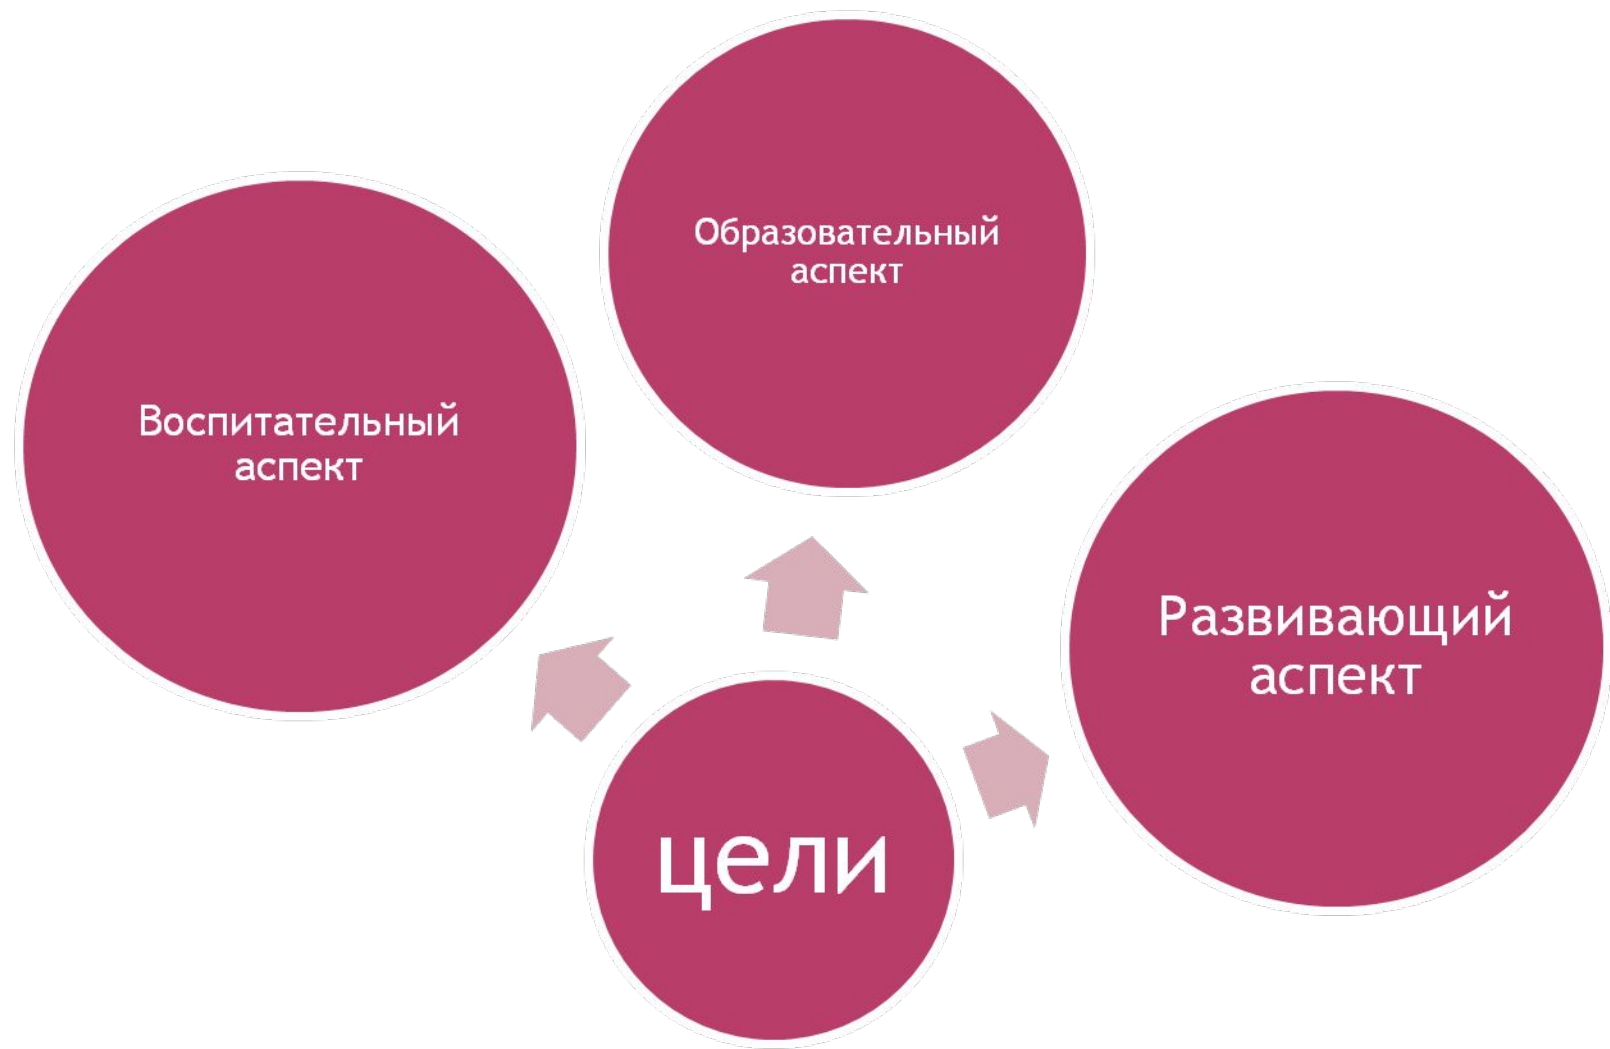 Образовательный
аспект
Воспитательный
аспект
Развивающий
аспект
цели